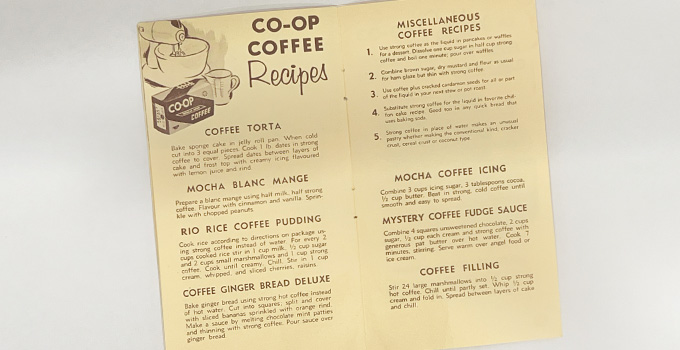 CO-OP
COFFEE
Recipes
CO-OP
COFFEE
COFFEE TORTA
Bake sponge cake in jelly roll pan. When cold
cut into 3 equal pieces. Cook 1 lb. dates in strong
coffee to cover. Spread dates between layers of
cake and frost top with creamy icing flavoured
with lemon juice and rind.
MOCHA BLANC MANGE
Prepare a blanc mange using half milk, half strong
coffee. Flavour with cinnamon and vanilla. Sprin-
kle with chopped peanuts.
RIO RICE COFFEE PUDDING
Cook rice according to directions on package us-
ing strong coffee instead of water. For every 2
cups cooked rice stir in 1 cup milk, ½ cup sugar
and 2 cups small marshmallows and 1 cup strong
coffee. Cook until creamy. Chill. Stir in 1 cup
cream, whipped, and sliced cherries, raisins.
COFFEE GINGER BREAD DELUXE
Bake ginger bread using strong hot coffee instead
of hot water. Cut into squares, split and cover
with sliced bananas sprinkled with orange rind.
Make a sauce by melting chocolate mint patties
and thinning with strong coffee. Pour sauce over
ginger bread.
MISCELLANEOUS
COFFEE RECIPES
1. Use strong coffee as the liquid in pancakes or waffles
for a dessert. Dissolve one cup sugar in half cup strong
coffee and boil one minute; pour over waffles
2. Combine brown sugar, dry mustard and flour as usual
for ham glaze but thin with strong coffee
3. Use coffee plus cracked cardamon seeds for all or part
of the liquid in your next stew or pot roast.
4. Substitute strong coffee for the liquid in favorite chif-
fon cake recipe. Good too in any quick bread that
uses baking soda.
5. Strong coffee in place of water makes an unusual
pastry whether making the conventional kind, cracker
crust, cereal crust or coconut type.
MOCHA COFFEE ICING
Combine 3 cups icing sugar, 3 tablespoons cocoa,
½ cup butter. Beat in strong, cold coffee until
smooth and easy to spread.
MYSTERY COFFEE FUDGE SAUCE
Combine 4 squares unsweetened chocolate, 2 cups
sugar, ½ cup each cream and strong coffee with
generous pat butter over hot water. Cook 7
minutes, stirring. Serve warm over angel food or
ice cream.
COFFEE FILLING
Stir 24 large marshmallows into ½ cup strong
hot coffee. Chill until partly set. Whip ½ cup
cream and fold in. Spread between layers of cake
and chill.